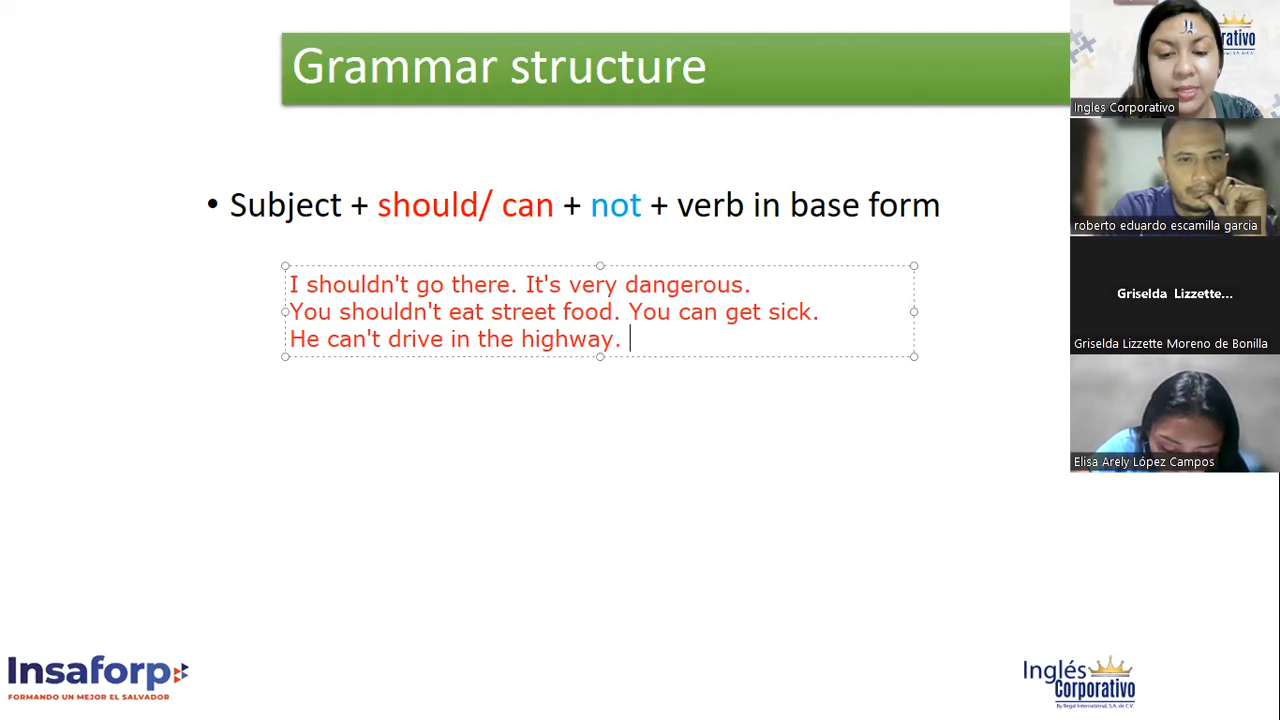 Grammar structure
• Subject + should/ can + not + verb in base form
I shouldn't go there. It's very dangerous.
You shouldn't eat street food. You can get sick.
He can't drive in the highway.
Ingles Corporativo
roberto eduardo escamilla garcia
Griselda Lizzette...
Griselda Lizzette Moreno de Bonilla
Elisa Arely López Campos
Insaforp
FORMANDO UN MEJOR EL SALVADOR
Inglés
Corporativo
By Regal International, S.A. de C.V.